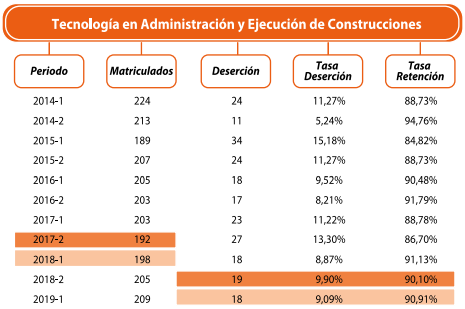 Tecnología en Administración y Ejecución de Construcciones
Periodo Matriculados Deserción Tasa Deserción Tasa Retención
2014-1 224 24 11,27% 88,73%
2014-2 213 11 5,24% 94,76%
2015-1 189 34 15,18% 84,82%
2015-2 207 24 11,27% 88,73%
2016-1 205 18 9,52% 90,48%
2016-2 203 17 8,21% 91,79%
2017-1 203 23 11,22% 88,78%
2017-2 192 27 13,30% 86,70%
2018-1 198 18 8,87% 91,13%
2018-2 205 19 9,90% 90,10%
2019-1 209 18 9,09% 90,91%